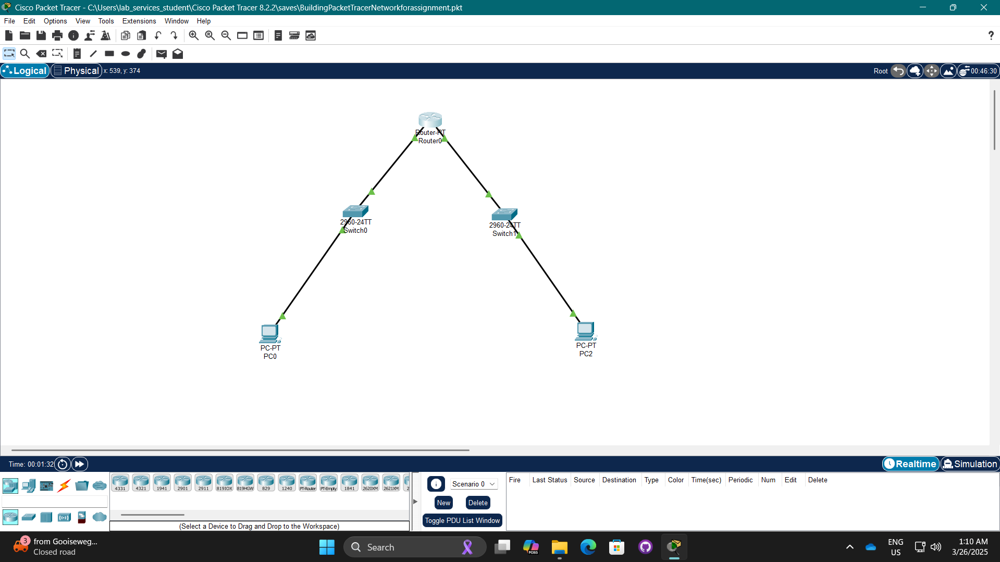 Cisco Packet Tracer - C:\Users\lab_services_student\Cisco Packet Tracer 8.2.2\saves\BuildingPacketTracerNetworkforassignment.pkt
File Edit Options View Tools Extensions Window Help
?
Logical Physical x: 539, y: 374 Root 00:46:30
Router-PT
Router0
2960-24TT
Switch0
2960-24TT
Switch1
PC-PT
PC0
PC-PT
PC2
Time: 00:01:32 Realtime Simulation
4331 4321 1941 2901 2911 819IOX 819HGW 829 1240 PT-Router PT-Empty 1841 2620XM 2621XM 2
(Select a Device to Drag and Drop to the Workspace)
Scenario 0
New Delete
Toggle PDU List Window
Fire Last Status Source Destination Type Color Time(sec) Periodic Num Edit Delete
3 from Gooiseweg...
Closed road
Search
M365
ENG
US
1:10 AM
3/26/2025